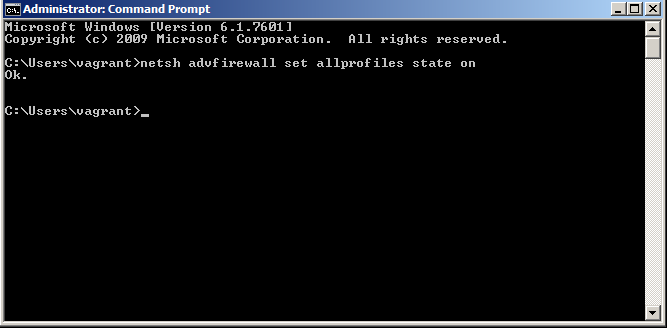 Administrator: Command Prompt
Microsoft Windows [Version 6.1.7601]
Copyright (c) 2009 Microsoft Corporation.  All rights reserved.
C:\Users\vagrant>netsh advfirewall set allprofiles state on
Ok.
C:\Users\vagrant>_